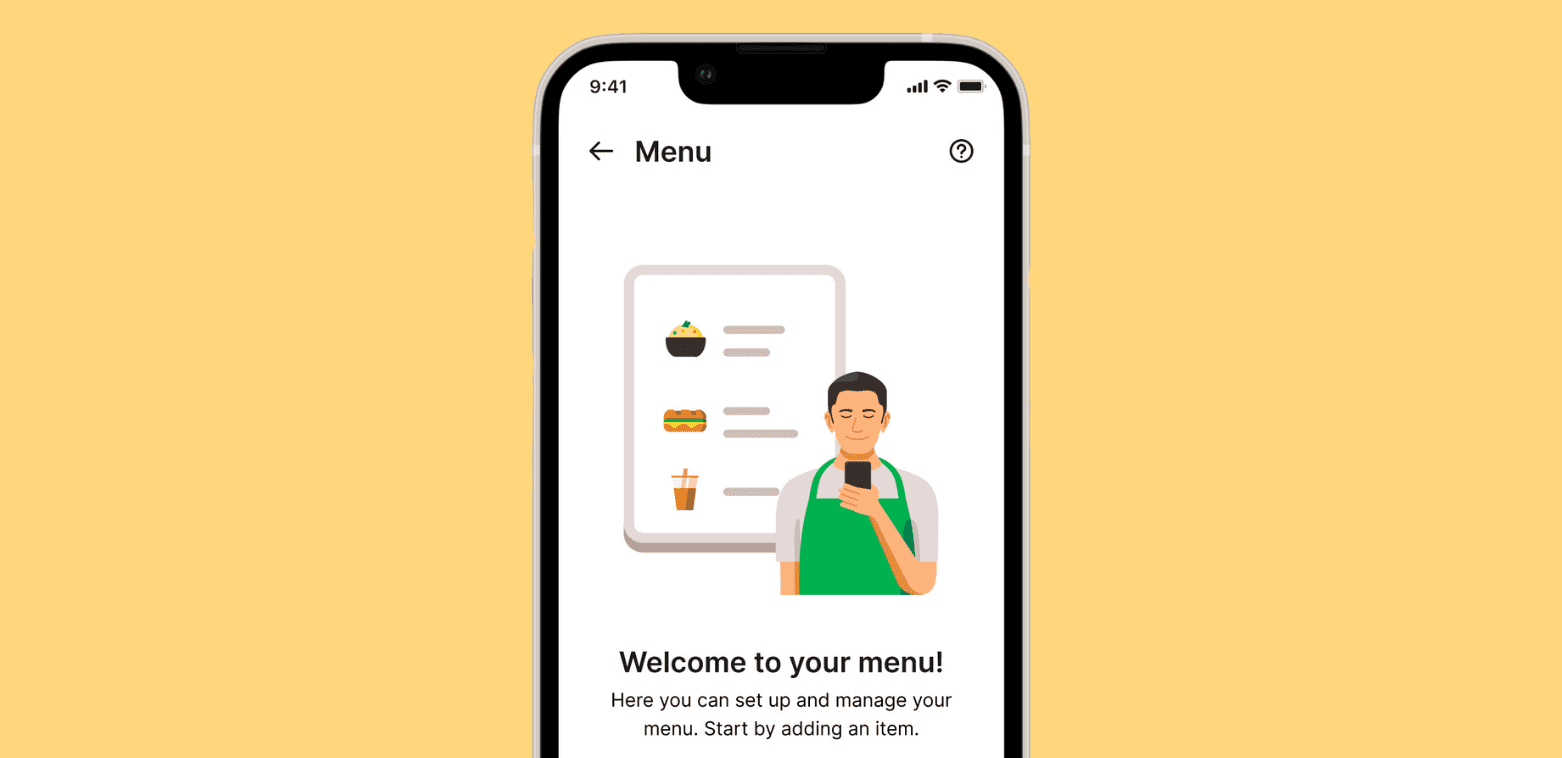 9:41
Menu
Welcome to your menu!
Here you can set up and manage your
menu. Start by adding an item.